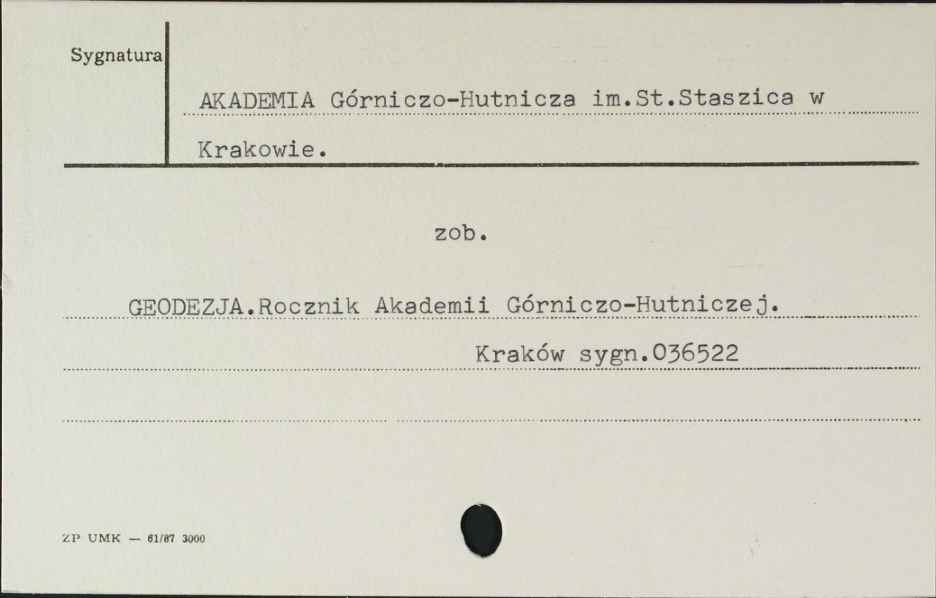 Sygnatura
AKADEMIA Górniczo-Hutnicza im.St.Staszica w
Krakowie.
zob.
GEODEZJA.Rocznik Akademii Górniczo-Hutniczej.
Kraków sygn.036522
ZP UMK — 61/87 3000